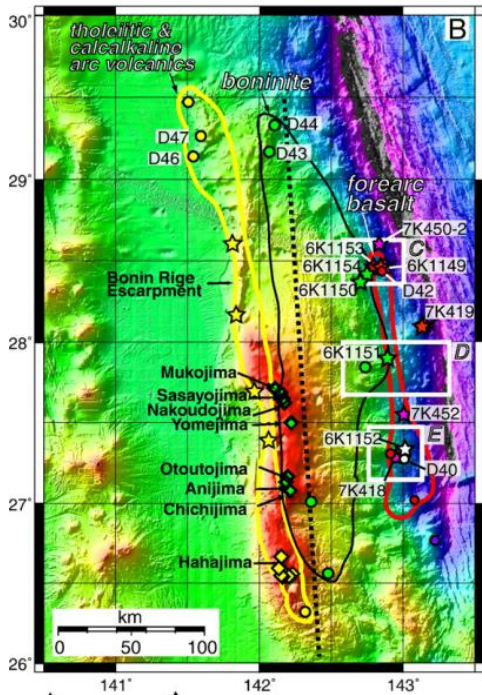 30°
B
tholeiitic &
calcalkaline
arc volcanics
boninite
D47
D46
D44
D43
29°
forearc
basalt
7K450-2
6K1153
C
6K1154
6K1149
6K1150
D42
Bonin Rige
Escarpment
7K419
28°
6K1151
D
Mukojima
Sasayojima
Nakoudojima
Yomejima
7K452
6K1152
E
Otoutojima
D40
Anijima
7K418
Chichijima
27°
Hahajima
km
0 50 100
26°
141° 142° 143°